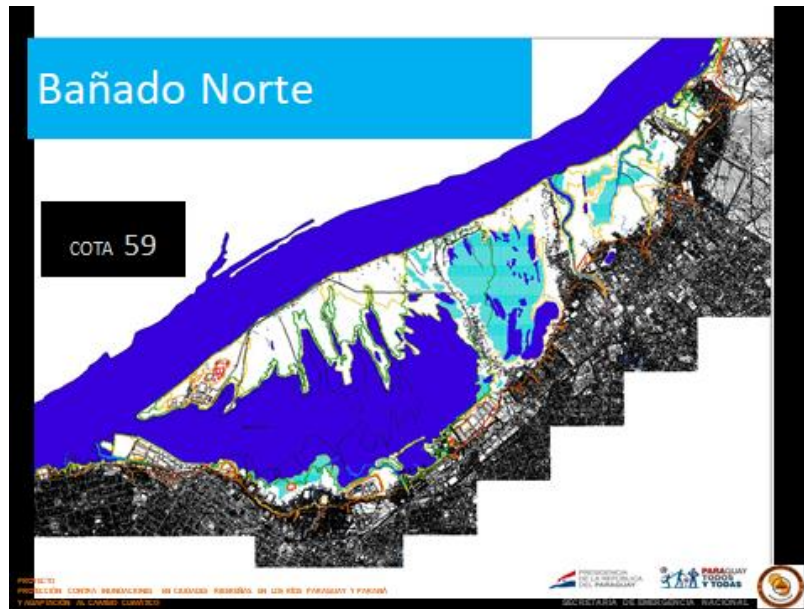 Bañado Norte
COTA 59
PROYECTO
PROTECCIÓN CONTRA INUNDACIONES EN CIUDADES RIBEREÑAS EN LOS RÍOS PARAGUAY Y PARANÁ
Y ADAPTACIÓN AL CAMBIO CLIMÁTICO
PRESIDENCIA
DE LA REPÚBLICA
DEL PARAGUAY
PARAGUAY
TODOS
Y TODAS
SECRETARÍA DE EMERGENCIA NACIONAL